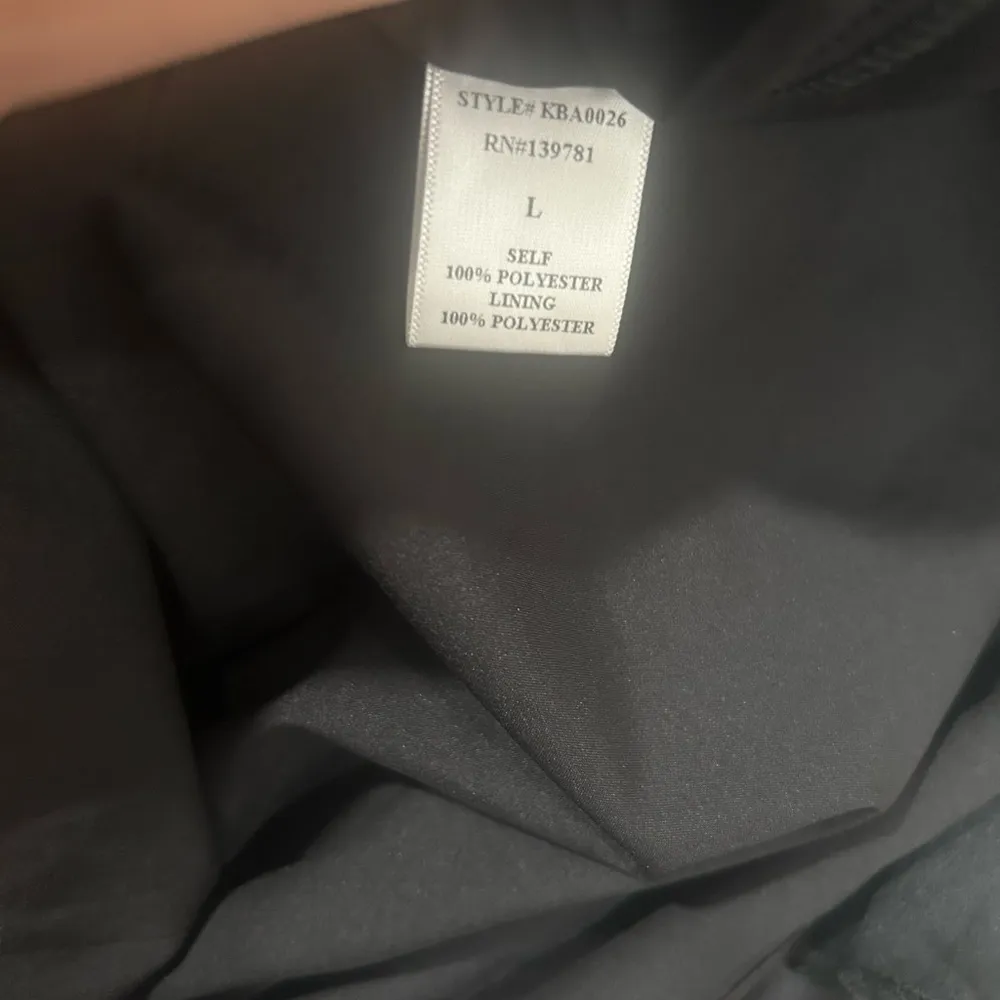 STYLE# KBA0026
RN#139781
L
SELF
100% POLYESTER
LINING
100% POLYESTER